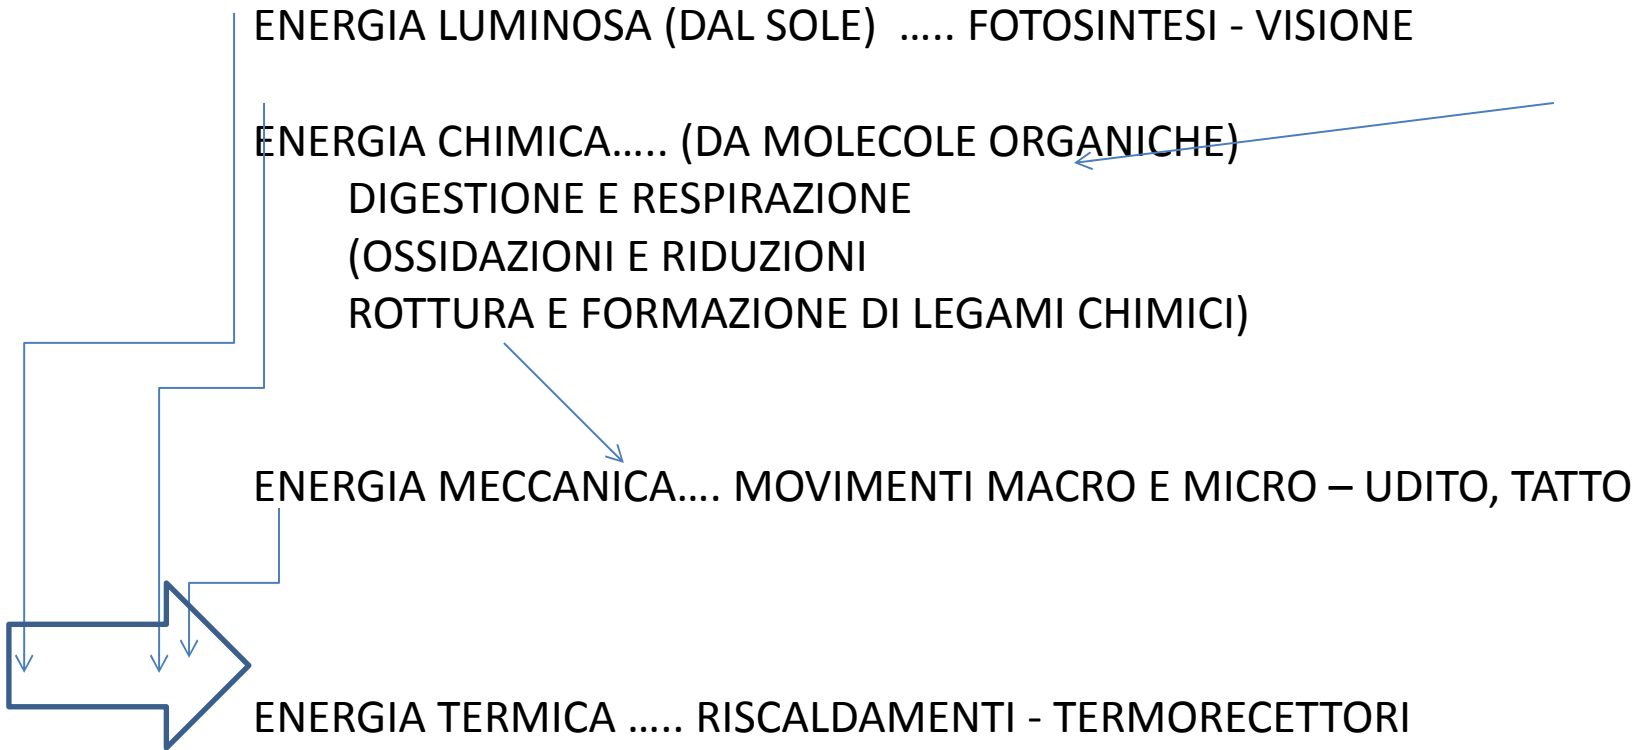 ENERGIA LUMINOSA (DAL SOLE) ….. FOTOSINTESI - VISIONE
ENERGIA CHIMICA….. (DA MOLECOLE ORGANICHE)
DIGESTIONE E RESPIRAZIONE
(OSSIDAZIONI E RIDUZIONI
ROTTURA E FORMAZIONE DI LEGAMI CHIMICI)
ENERGIA MECCANICA…. MOVIMENTI MACRO E MICRO – UDITO, TATTO
ENERGIA TERMICA ….. RISCALDAMENTI - TERMORECETTORI